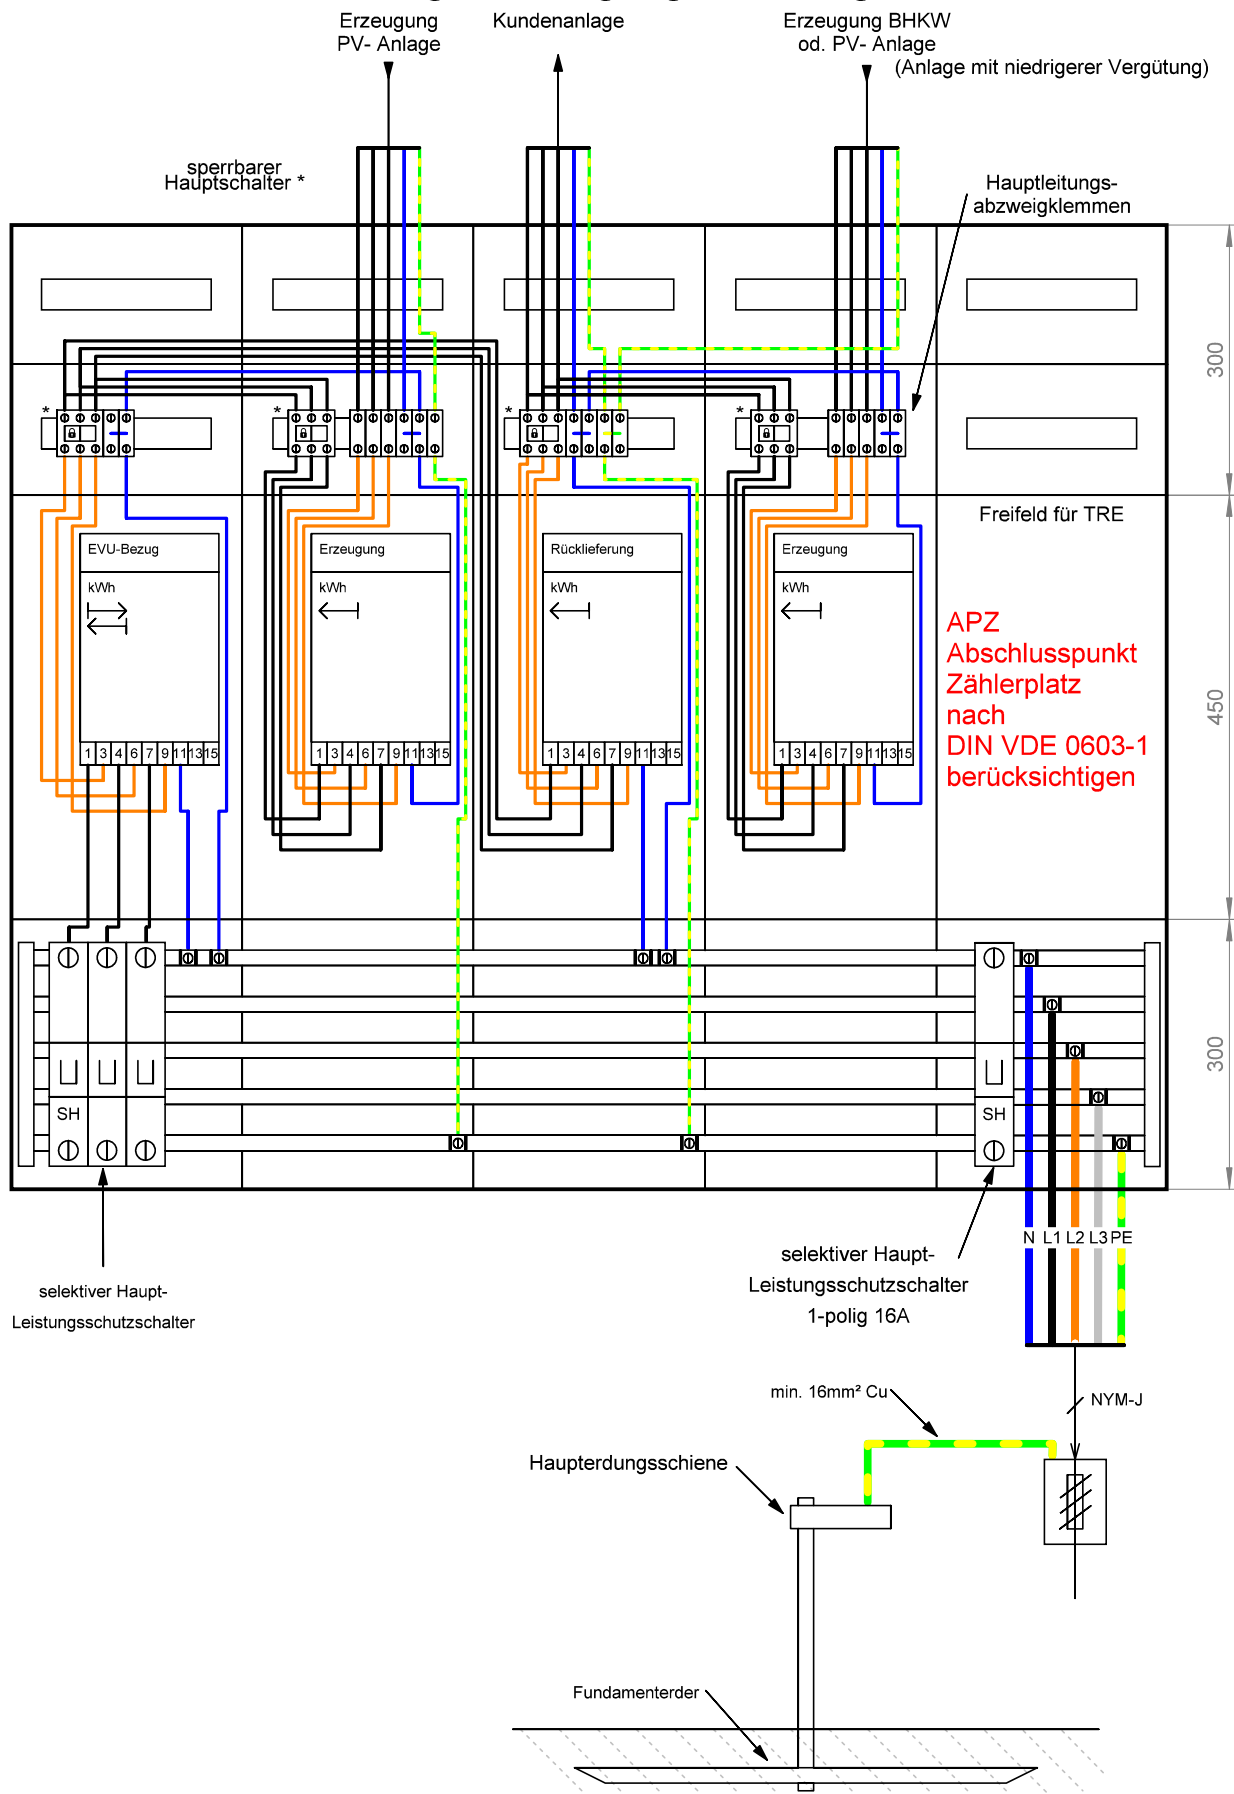 Erzeugung
PV- Anlage
Kundenanlage
Erzeugung BHKW
od. PV- Anlage
(Anlage mit niedrigerer Vergütung)
sperrbarer
Hauptschalter *
Hauptleitungs-
abzweigklemmen
300
* * * *
Freifeld für TRE
EVU-Bezug
kWh
Erzeugung
kWh
Rücklieferung
kWh
Erzeugung
kWh
APZ
Abschlusspunkt
Zählerplatz
nach
DIN VDE 0603-1
berücksichtigen
450
1 3 4 6 7 9 11 13 15
1 3 4 6 7 9 11 13 15
1 3 4 6 7 9 11 13 15
1 3 4 6 7 9 11 13 15
300
SH
SH
N L1 L2 L3 PE
selektiver Haupt-
Leistungsschutzschalter
selektiver Haupt-
Leistungsschutzschalter
1-polig 16A
min. 16mm² Cu
NYM-J
Haupterdungsschiene
Fundamenterder